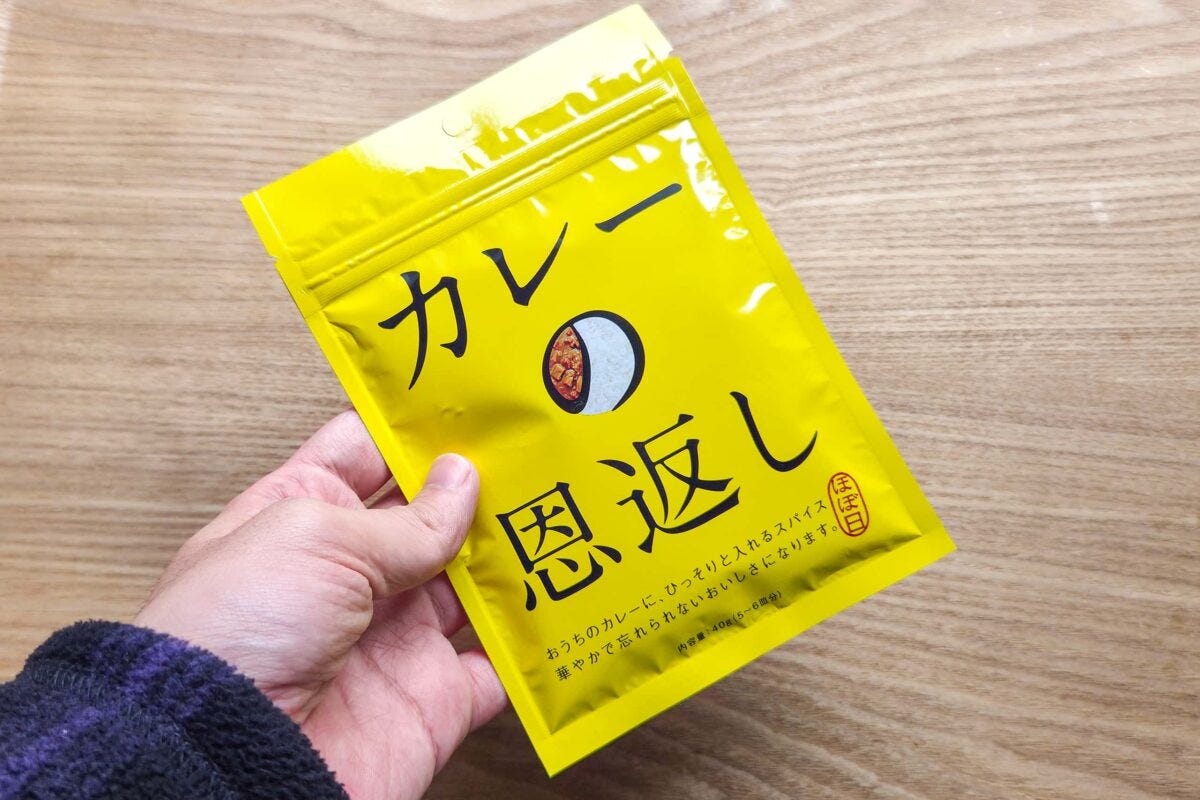 カレー
の
恩返し
ほぼ日
おうちのカレーに、ひっそりと入れるスパイス
華やかで忘れられないおいしさになります。
内容量:40g(5〜6皿分)